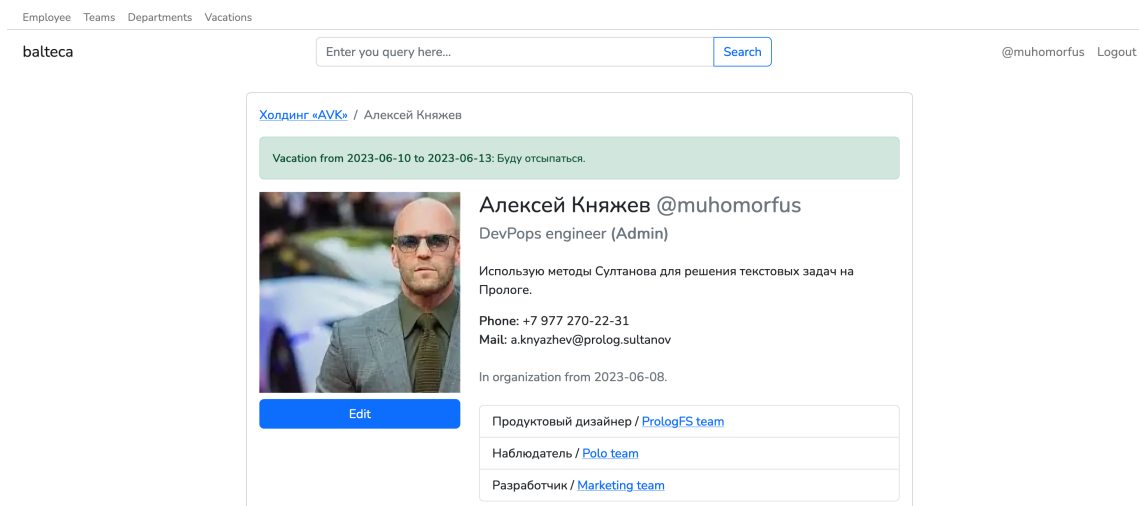 Employee Teams Departments Vacations
balteca
Enter you query here...
Search
@muhomorfus Logout
Холдинг «AVK» / Алексей Княжев
Vacation from 2023-06-10 to 2023-06-13: Буду отсыпаться.
Алексей Княжев @muhomorfus
DevPops engineer (Admin)
Использую методы Султанова для решения текстовых задач на
Прологе.
Phone: +7 977 270-22-31
Mail: a.knyazhev@prolog.sultanov
In organization from 2023-06-08.
Edit
Продуктовый дизайнер / PrologFS team
Наблюдатель / Polo team
Разработчик / Marketing team